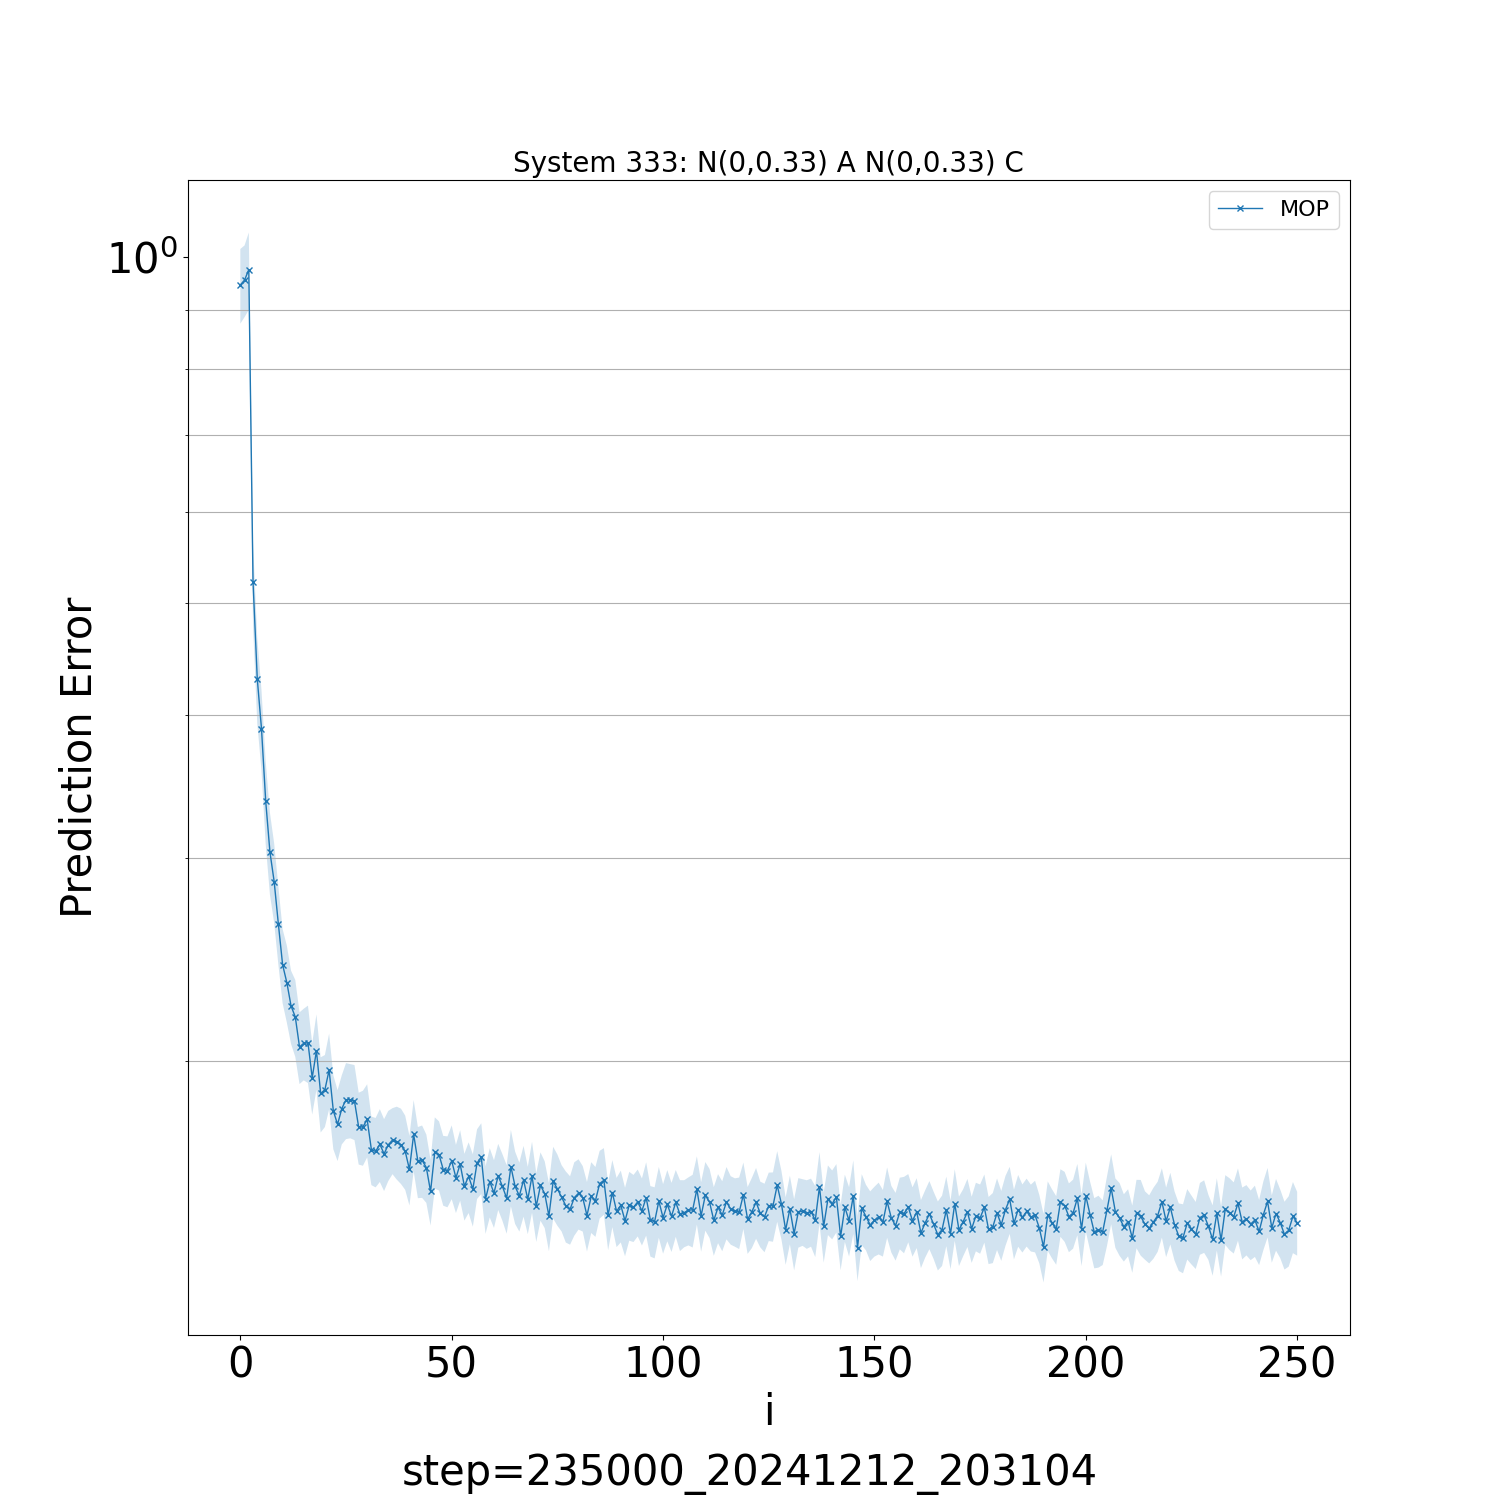 System 333: N(0,0.33) A N(0,0.33) C
MOP
10⁰
Prediction Error
0 50 100 150 200 250
i
step=235000_20241212_203104